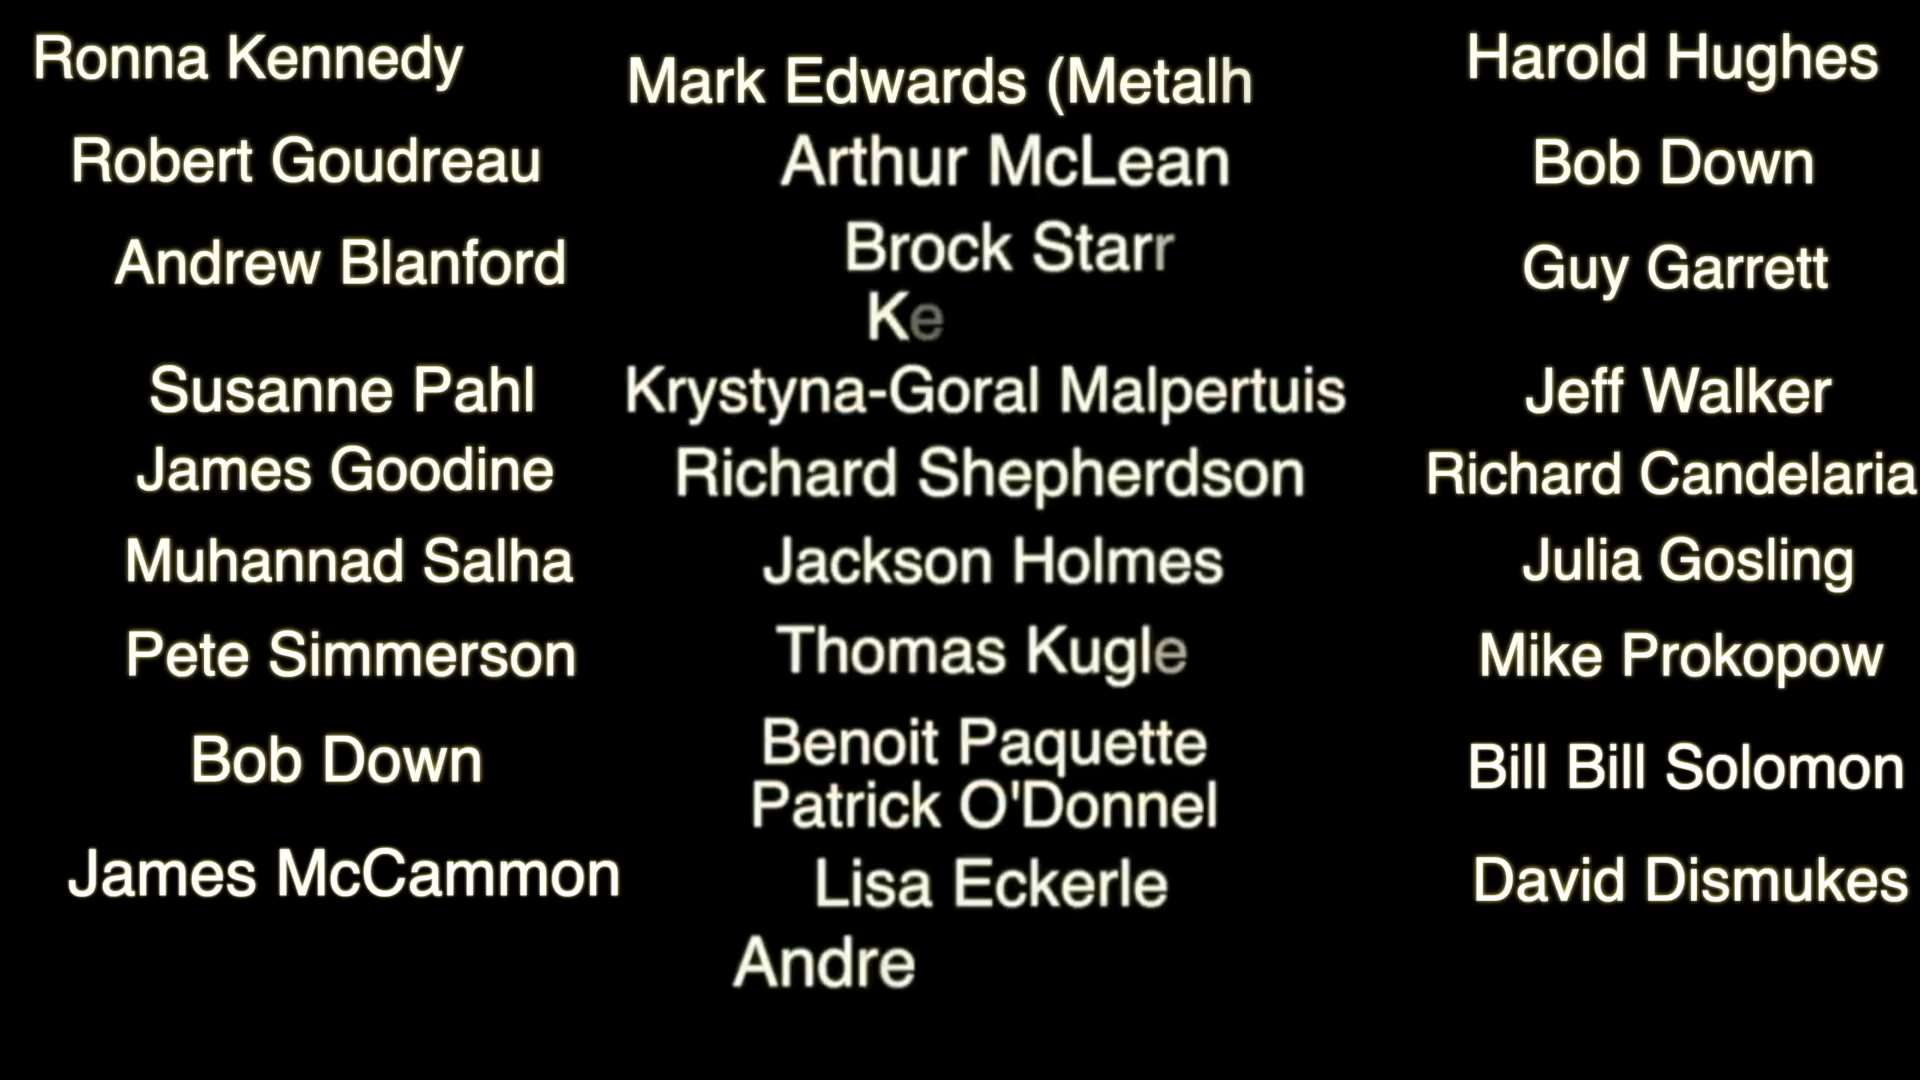 Ronna Kennedy
Robert Goudreau
Andrew Blanford
Susanne Pahl
James Goodine
Muhannad Salha
Pete Simmerson
Bob Down
James McCammon
Mark Edwards (Metalh
Arthur McLean
Brock Starr
Ke
Krystyna-Goral Malpertuis
Richard Shepherdson
Jackson Holmes
Thomas Kugle
Benoit Paquette
Patrick O'Donnel
Lisa Eckerle
Andre
Harold Hughes
Bob Down
Guy Garrett
Jeff Walker
Richard Candelaria
Julia Gosling
Mike Prokopow
Bill Bill Solomon
David Dismukes